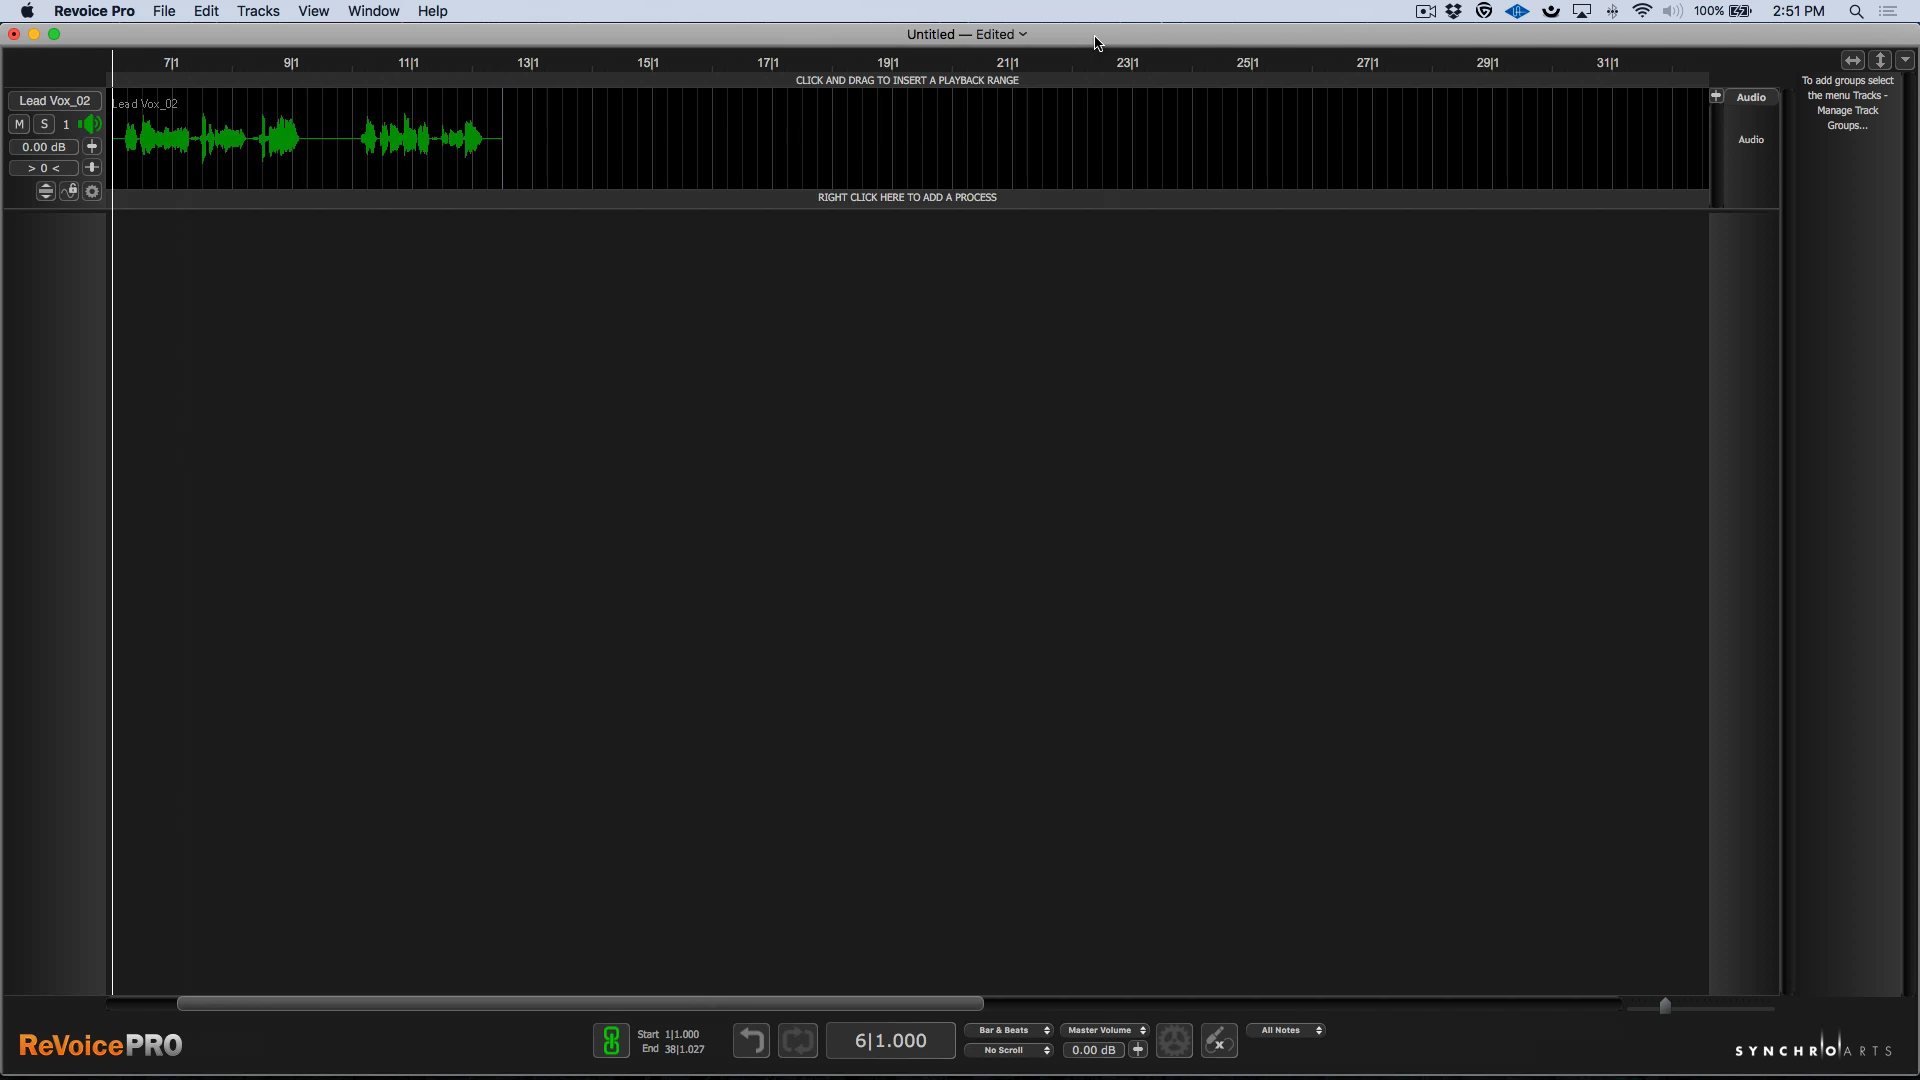 Revoice Pro File Edit Tracks View Window Help 100% 2:51 PM
Untitled — Edited
7|1 9|1 11|1 13|1 15|1 17|1 19|1 21|1 23|1 25|1 27|1 29|1 31|1
CLICK AND DRAG TO INSERT A PLAYBACK RANGE
To add groups select
the menu Tracks -
Manage Track
Groups...
Lead Vox_02
Lead Vox_02
Audio
M S 1
Audio
0.00 dB
> 0 <
RIGHT CLICK HERE TO ADD A PROCESS
ReVoicePRO
Start 1|1.000
End 38|1.027
6|1.000
Bar & Beats
No Scroll
Master Volume
0.00 dB
All Notes
SYNCHROARTS